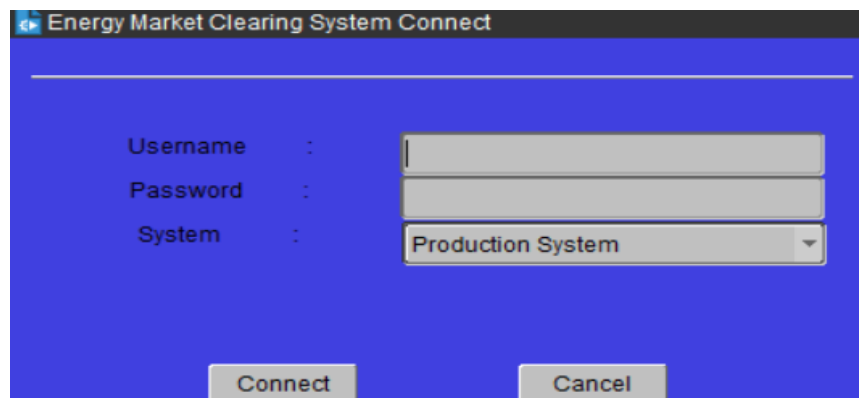 Energy Market Clearing System Connect
Username :
Password :
System : Production System
Connect Cancel